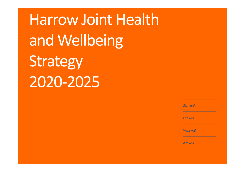 Harrow Joint Health
and Wellbeing
Strategy
2020-2025